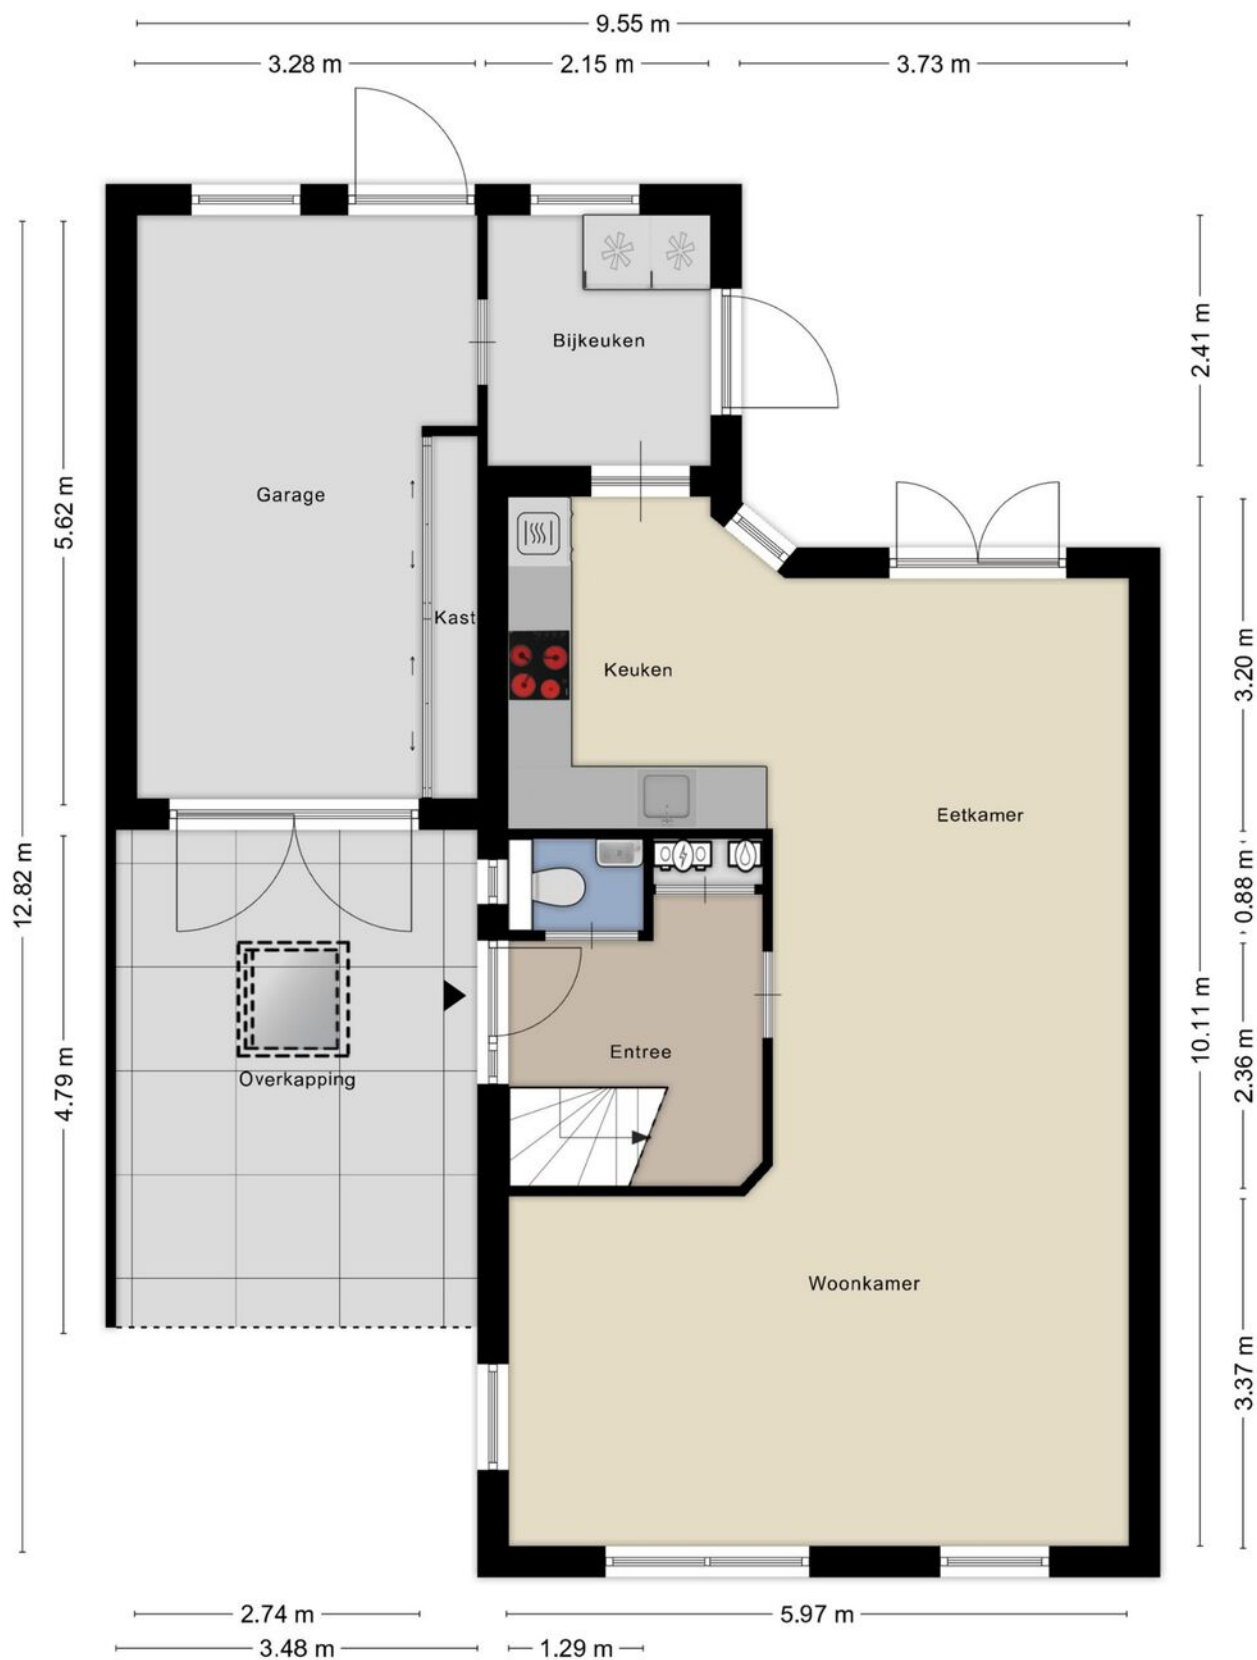 9.55 m
3.28 m
2.15 m
3.73 m
2.41 m
Bijkeuken
Garage
5.62 m
Kast
Keuken
3.20 m
Eetkamer
12.82 m
0.88 m
10.11 m
Entree
2.36 m
Overkapping
4.79 m
Woonkamer
3.37 m
2.74 m
5.97 m
3.48 m
1.29 m